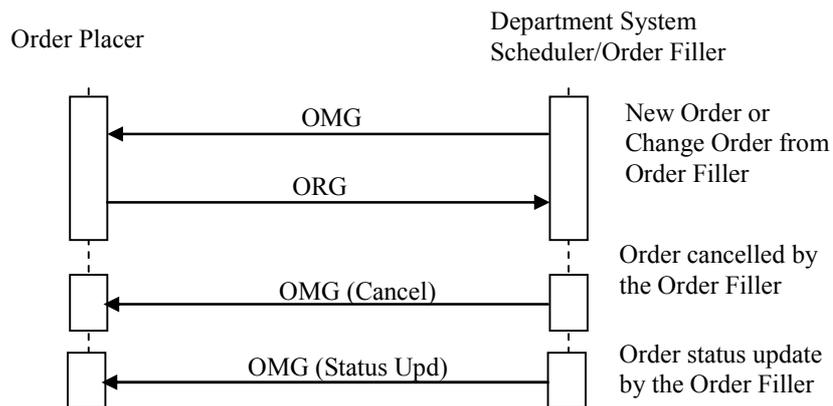 Order Placer
Department System
Scheduler/Order Filler
OMG
New Order or
Change Order from
Order Filler
ORG
Order cancelled by
the Order Filler
OMG (Cancel)
Order status update
by the Order Filler
OMG (Status Upd)